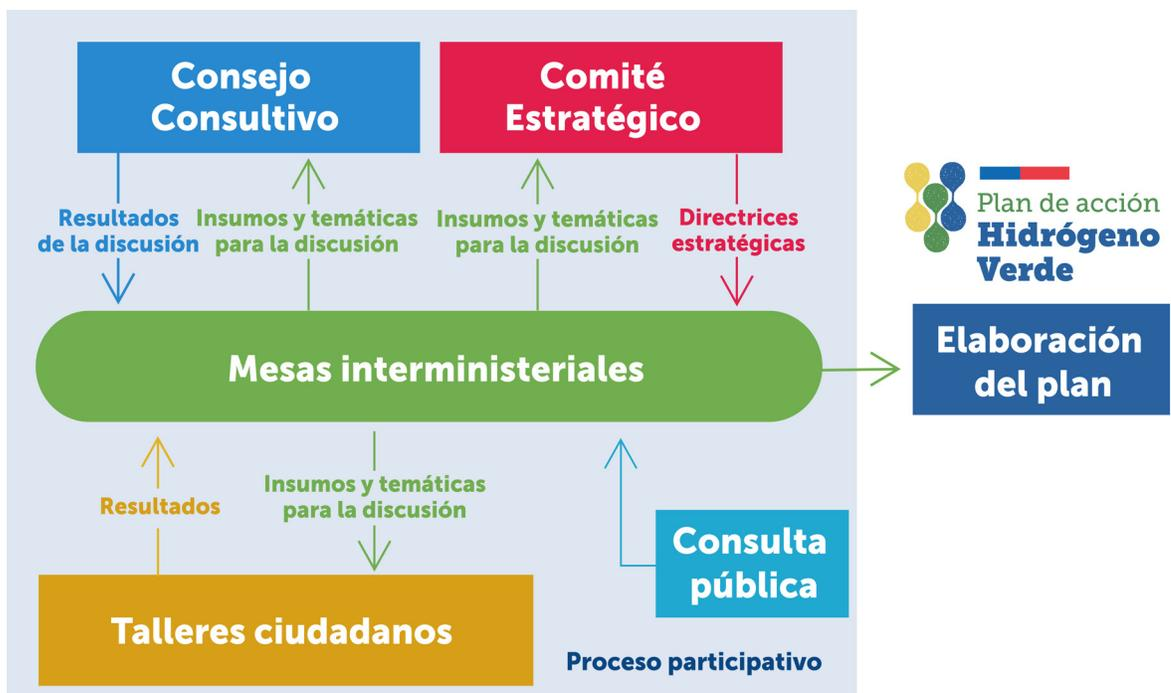 Consejo
Consultivo
Comité
Estratégico
Resultados
de la discusión
Insumos y temáticas
para la discusión
Insumos y temáticas
para la discusión
Directrices
estratégicas
Plan de acción
Hidrógeno
Verde
Mesas interministeriales
Elaboración
del plan
Resultados
Insumos y temáticas
para la discusión
Consulta
pública
Talleres ciudadanos
Proceso participativo